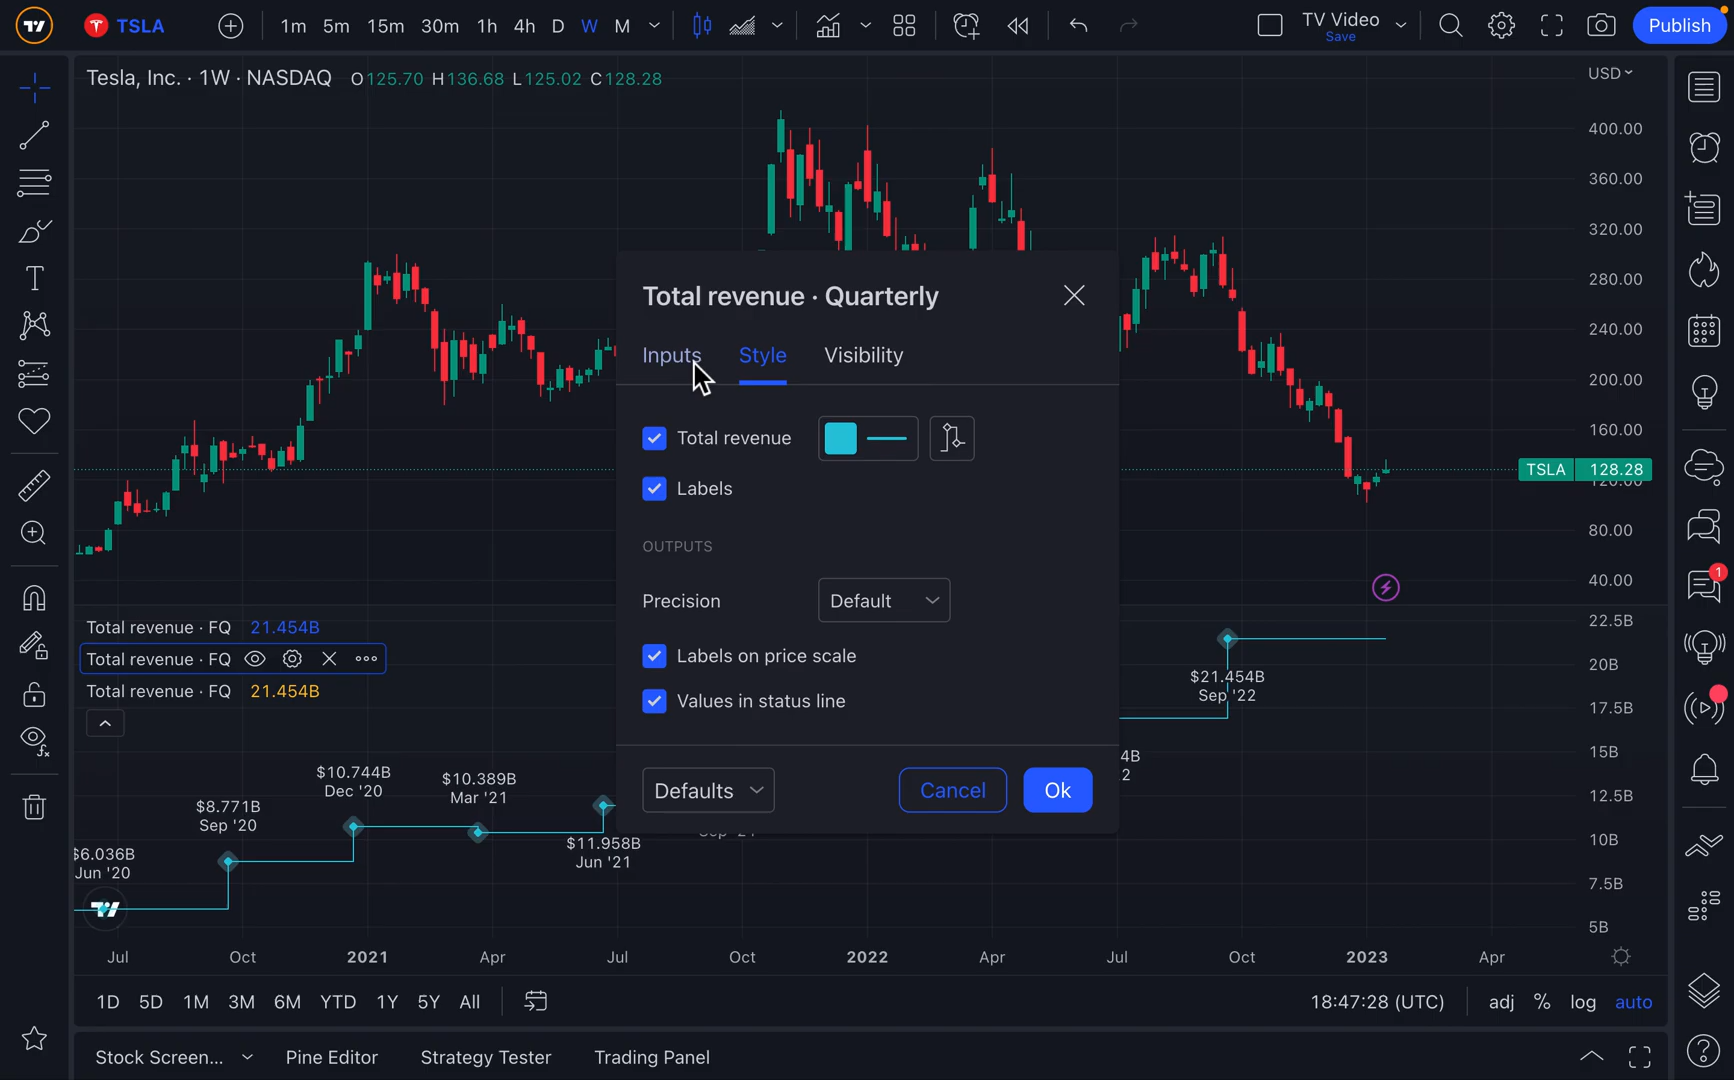 TSLA
1m 5m 15m 30m 1h 4h D W M
TV Video
Save
Publish
Tesla, Inc. · 1W · NASDAQ O125.70 H136.68 L125.02 C128.28
USD
400.00
360.00
320.00
280.00
240.00
200.00
160.00
TSLA 128.28
120.00
80.00
40.00
Total revenue · Quarterly
Inputs Style Visibility
Total revenue
Labels
OUTPUTS
Precision Default
Labels on price scale
Values in status line
Defaults Cancel Ok
1
Total revenue · FQ 21.454B
Total revenue · FQ
Total revenue · FQ 21.454B
22.5B
20B
17.5B
15B
12.5B
10B
7.5B
5B
$21.454B
Sep '22
4B
2
$10.744B
Dec '20
$10.389B
Mar '21
$8.771B
Sep '20
$11.958B
Jun '21
$6.036B
Jun '20
Jul Oct 2021 Apr Jul Oct 2022 Apr Jul Oct 2023 Apr
1D 5D 1M 3M 6M YTD 1Y 5Y All
18:47:28 (UTC) adj % log auto
Stock Screen... Pine Editor Strategy Tester Trading Panel